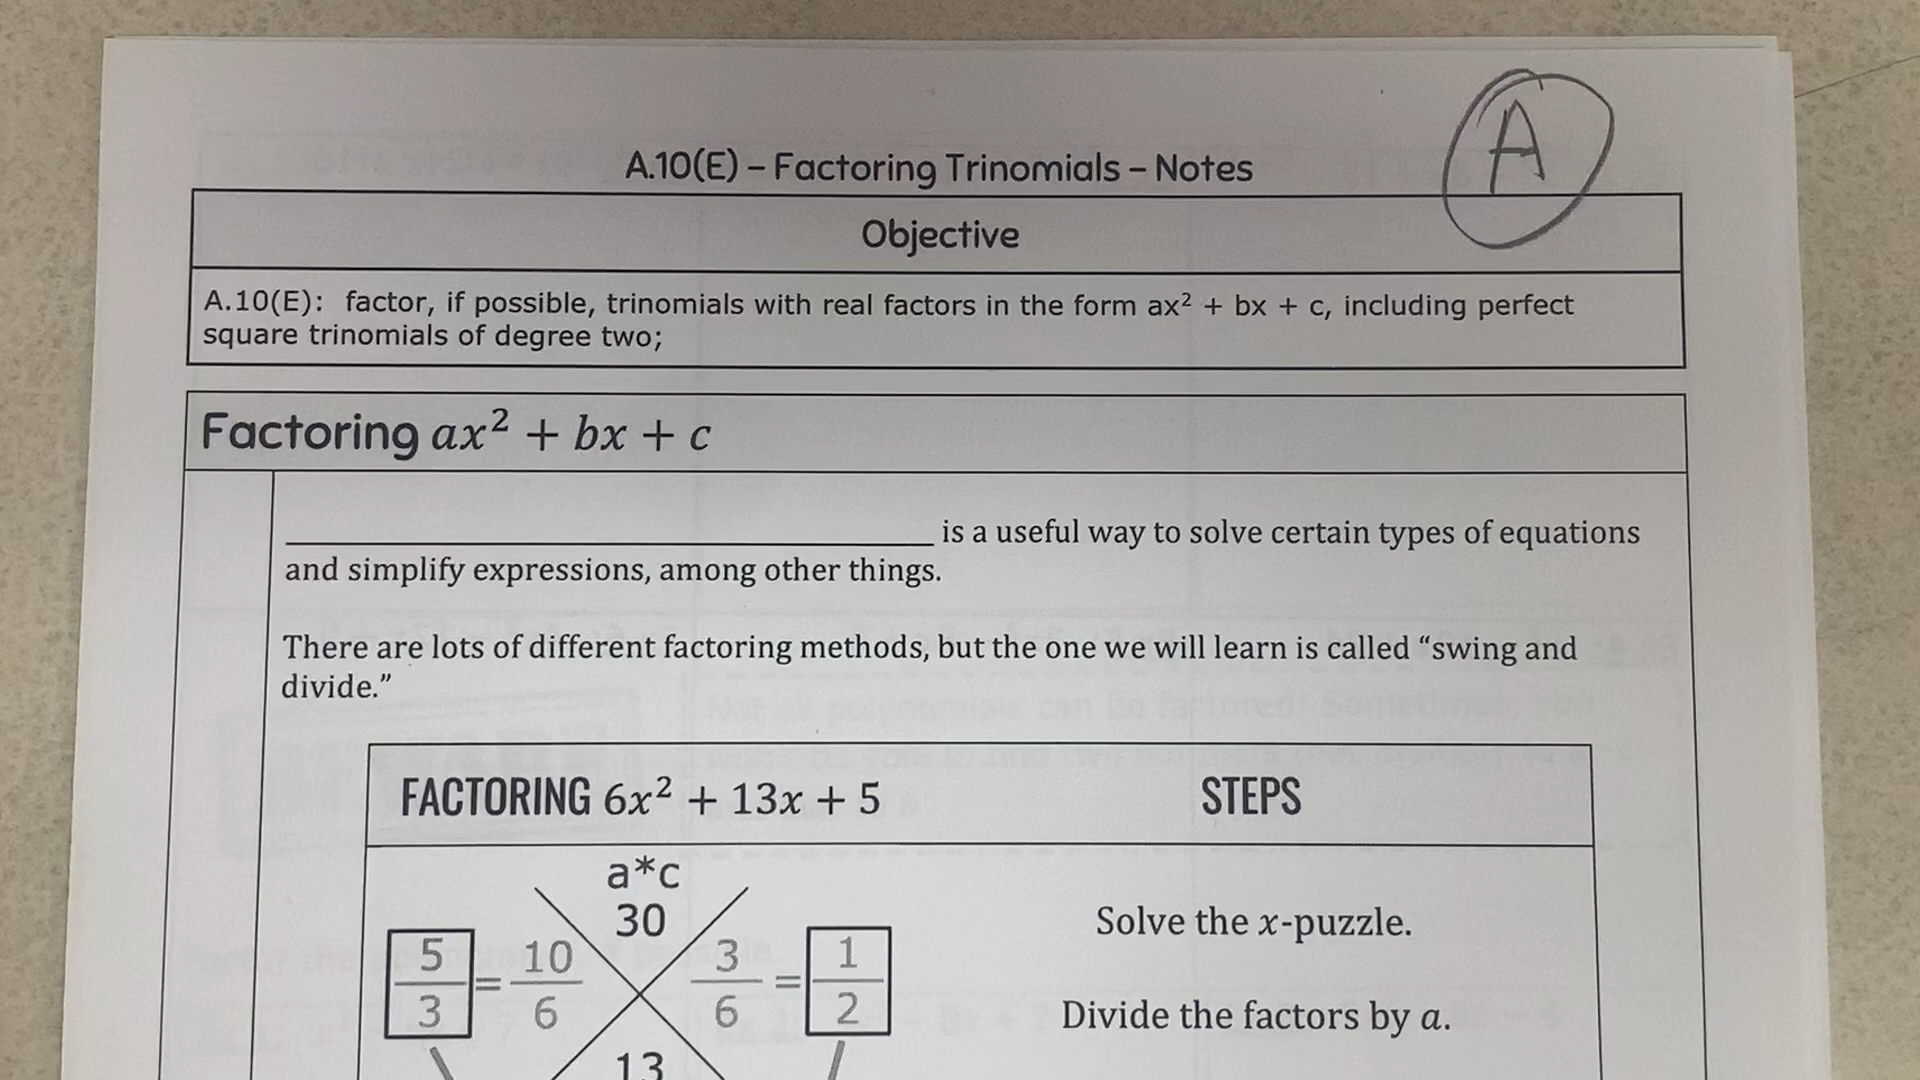 A
A.10(E) – Factoring Trinomials – Notes
Objective
A.10(E): factor, if possible, trinomials with real factors in the form ax² + bx + c, including perfect
square trinomials of degree two;
Factoring ax² + bx + c
is a useful way to solve certain types of equations
and simplify expressions, among other things.
There are lots of different factoring methods, but the one we will learn is called “swing and
divide.”
FACTORING 6x² + 13x + 5 STEPS
a*c
30
5/3 = 10/6 3/6 = 1/2
13
Solve the x-puzzle.
Divide the factors by a.